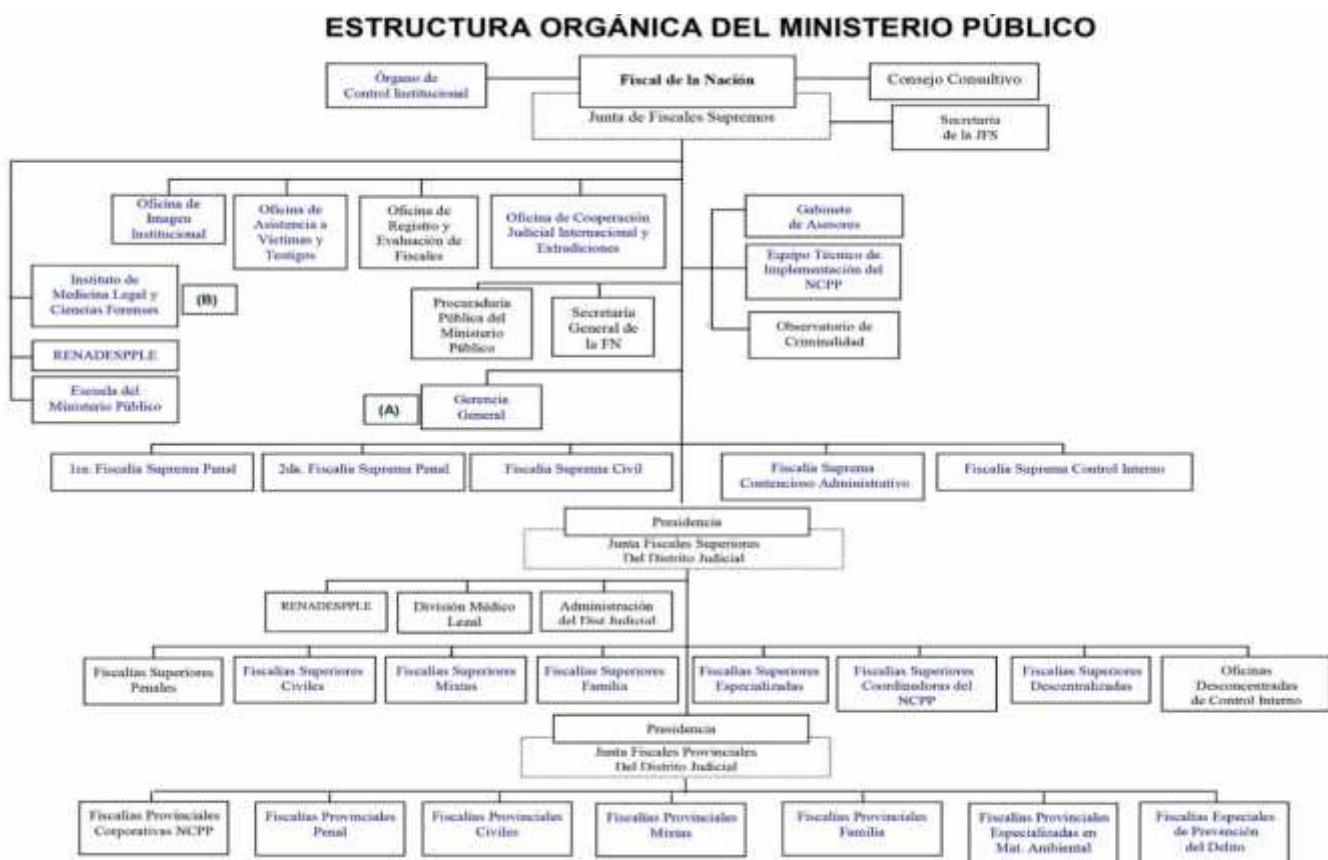 ESTRUCTURA ORGÁNICA DEL MINISTERIO PÚBLICO
Órgano de
Control Institucional
Fiscal de la Nación
Consejo Consultivo
Junta de Fiscales Supremos
Secretaría
de la JFS
Oficina de
Imagen
Institucional
Oficina de
Asistencia a
Víctimas y
Testigos
Oficina de
Registro y
Evaluación de
Fiscales
Oficina de Cooperación
Judicial Internacional y
Extradiciones
Gabinete
de Asesores
Equipo Técnico de
Implementación del
NCPP
Observatorio de
Criminalidad
Instituto de
Medicina Legal y
Ciencias Forenses
(B)
Procuraduría
Pública del
Ministerio
Público
Secretaría
General de
la FN
RENADESPPLE
Escuela del
Ministerio Público
(A)
Gerencia
General
1ra. Fiscalía Suprema Penal
2da. Fiscalía Suprema Penal
Fiscalía Suprema Civil
Fiscalía Suprema
Contencioso Administrativo
Fiscalía Suprema Control Interno
Presidencia
Junta Fiscales Superiores
Del Distrito Judicial
RENADESPPLE
División Médico
Legal
Administración
del Dist Judicial
Fiscalías Superiores
Penales
Fiscalías Superiores
Civiles
Fiscalías Superiores
Mixtas
Fiscalías Superiores
Familia
Fiscalías Superiores
Especializadas
Fiscalías Superiores
Coordinadoras del
NCPP
Fiscalías Superiores
Descentralizadas
Oficinas
Desconcentradas
de Control Interno
Presidencia
Junta Fiscales Provinciales
Del Distrito Judicial
Fiscalías Provinciales
Corporativas NCPP
Fiscalías Provinciales
Penal
Fiscalías Provinciales
Civiles
Fiscalías Provinciales
Mixtas
Fiscalías Provinciales
Familia
Fiscalías Provinciales
Especializadas en
Mat. Ambiental
Fiscalías Especiales
de Prevención
del Delito